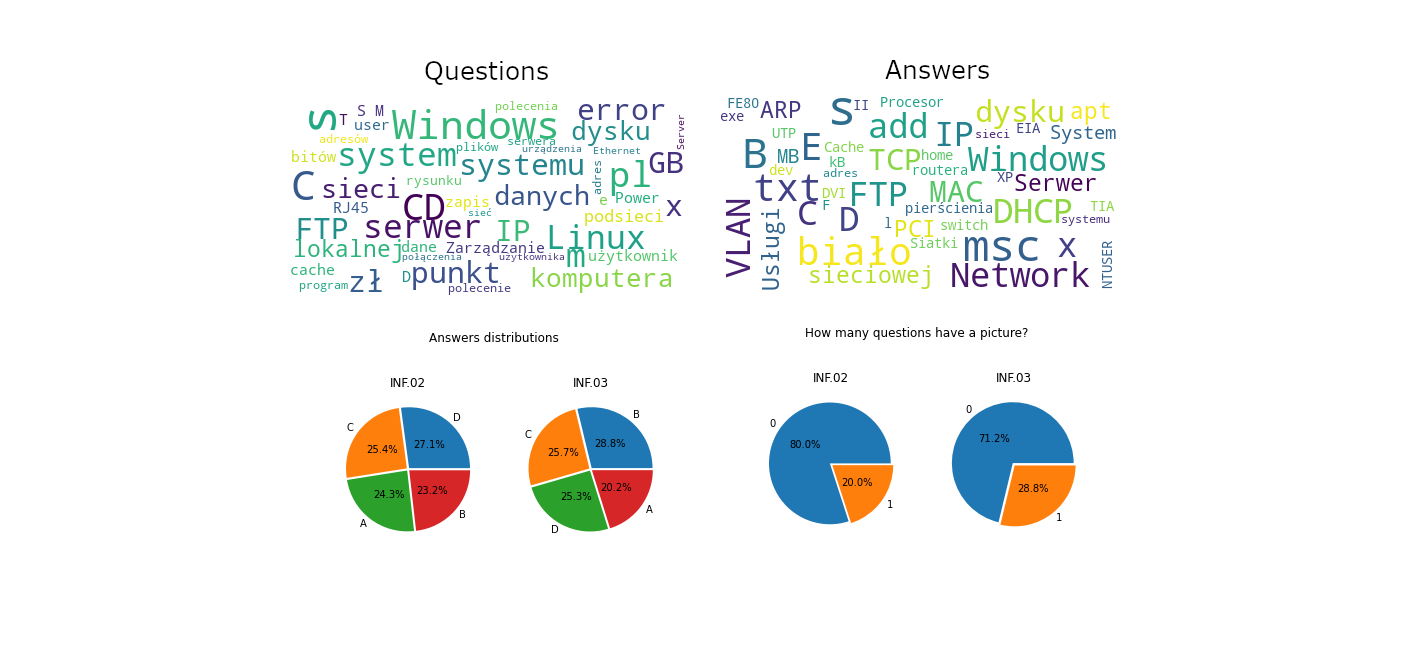 Questions
Answers
S
T
S
M
user
Windows
polecenia
error
dysku
Server
adresów
bitów
system
plików
serwera
urządzenia
Ethernet
systemu
adres
pl
GB
C
sieci
rysunku
CD
zapis
sieć
danych
e
Power
x
RJ45
podsieci
FTP
serwer
IP
Linux
lokalnej
dane
Zarządzanie
połączenia
użytkownika
m
użytkownik
cache
program
zł
D
punkt
polecenie
komputera
FE80
exe
ARP
S
II
Procesor
dysku
apt
UTP
add
IP
sieci
EIA
System
B
MB
E
Cache
kB
adres
TCP
home
routera
Windows
dev
txt
DVI
F
FTP
MAC
XP
Serwer
VLAN
Usługi
C
D
l
pierścienia
DHCP
TIA
systemu
PCI
switch
biało
Siatki
msc
x
sieciowej
Network
NTUSER
Answers distributions
How many questions have a picture?
INF.02
INF.03
INF.02
INF.03
D
27.1%
C
25.4%
A
24.3%
B
23.2%
B
28.8%
C
25.7%
D
25.3%
A
20.2%
0
80.0%
1
20.0%
0
71.2%
1
28.8%